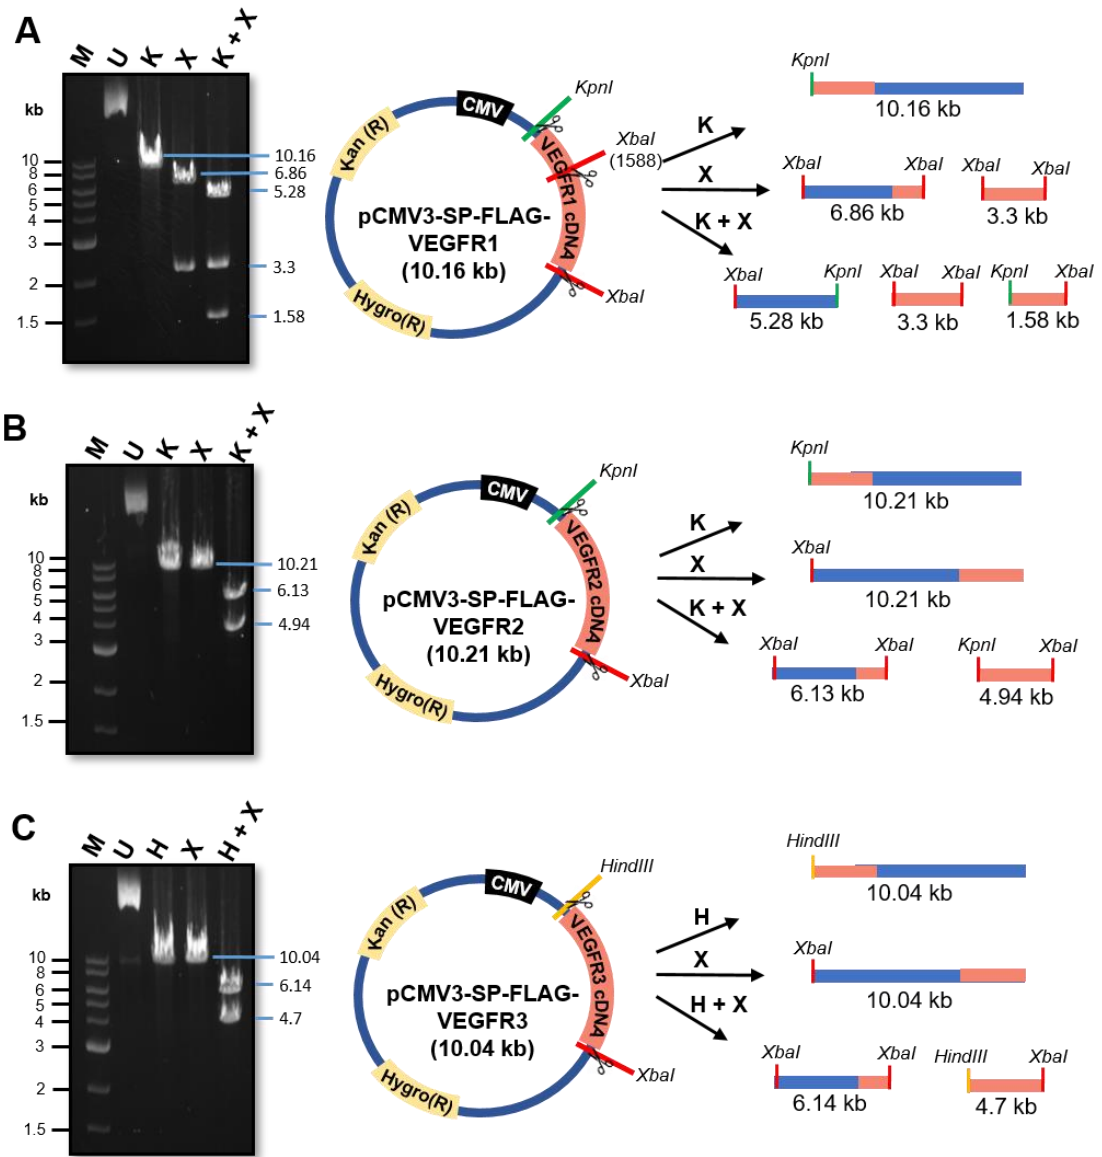 A
M U K X K + X
kb
10
8
6
5
4
3
2
1.5
10.16
6.86
5.28
3.3
1.58
CMV
KpnI
Kan (R)
XbaI
(1588)
VEGFR1 cDNA
pCMV3-SP-FLAG-
VEGFR1
(10.16 kb)
Hygro(R)
XbaI
K
X
K + X
KpnI
10.16 kb
XbaI XbaI XbaI XbaI
6.86 kb 3.3 kb
XbaI KpnI XbaI XbaI KpnI XbaI
5.28 kb 3.3 kb 1.58 kb
B
M U K X K + X
kb
10
8
6
5
4
3
2
1.5
10.21
6.13
4.94
CMV
KpnI
Kan (R)
VEGFR2 cDNA
pCMV3-SP-FLAG-
VEGFR2
(10.21 kb)
Hygro(R)
XbaI
K
X
K + X
KpnI
10.21 kb
XbaI
10.21 kb
XbaI XbaI KpnI XbaI
6.13 kb 4.94 kb
C
M U H X H + X
kb
10
8
6
5
4
3
2
1.5
10.04
6.14
4.7
CMV
HindIII
Kan (R)
VEGFR3 cDNA
pCMV3-SP-FLAG-
VEGFR3
(10.04 kb)
Hygro(R)
XbaI
H
X
H + X
HindIII
10.04 kb
XbaI
10.04 kb
XbaI XbaI HindIII XbaI
6.14 kb 4.7 kb